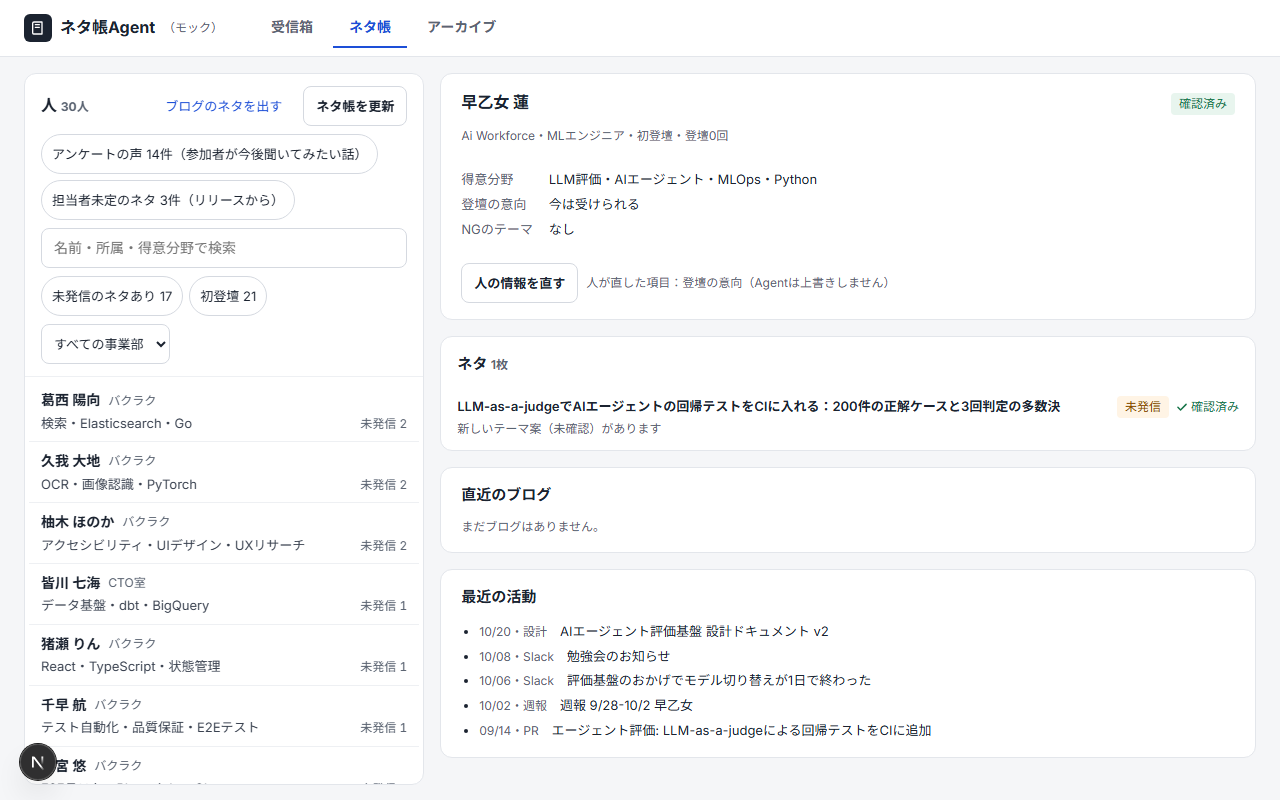 ネタ帳Agent （モック） 受信箱 ネタ帳 アーカイブ
人 30人 ブログのネタを出す ネタ帳を更新
アンケートの声 14件（参加者が今後聞いてみたい話）
担当者未定のネタ 3件（リリースから）
名前・所属・得意分野で検索
未発信のネタあり 17 初登壇 21
すべての事業部
葛西 陽向 バクラク
検索・Elasticsearch・Go 未発信 2
久我 大地 バクラク
OCR・画像認識・PyTorch 未発信 2
柚木 ほのか バクラク
アクセシビリティ・UIデザイン・UXリサーチ 未発信 2
皆川 七海 CTO室
データ基盤・dbt・BigQuery 未発信 1
猪瀬 りん バクラク
React・TypeScript・状態管理 未発信 1
千早 航 バクラク
テスト自動化・品質保証・E2Eテスト 未発信 1
宮 悠 バクラク
N
早乙女 蓮 確認済み
Ai Workforce・MLエンジニア・初登壇・登壇0回
得意分野 LLM評価・AIエージェント・MLOps・Python
登壇の意向 今は受けられる
NGのテーマ なし
人の情報を直す 人が直した項目：登壇の意向（Agentは上書きしません）
ネタ 1枚
LLM-as-a-judgeでAIエージェントの回帰テストをCIに入れる：200件の正解ケースと3回判定の多数決 未発信 確認済み
新しいテーマ案（未確認）があります
直近のブログ
まだブログはありません。
最近の活動
10/20・設計 AIエージェント評価基盤 設計ドキュメント v2
10/08・Slack 勉強会のお知らせ
10/06・Slack 評価基盤のおかげでモデル切り替えが1日で終わった
10/02・週報 週報 9/28-10/2 早乙女
09/14・PR エージェント評価: LLM-as-a-judgeによる回帰テストをCIに追加